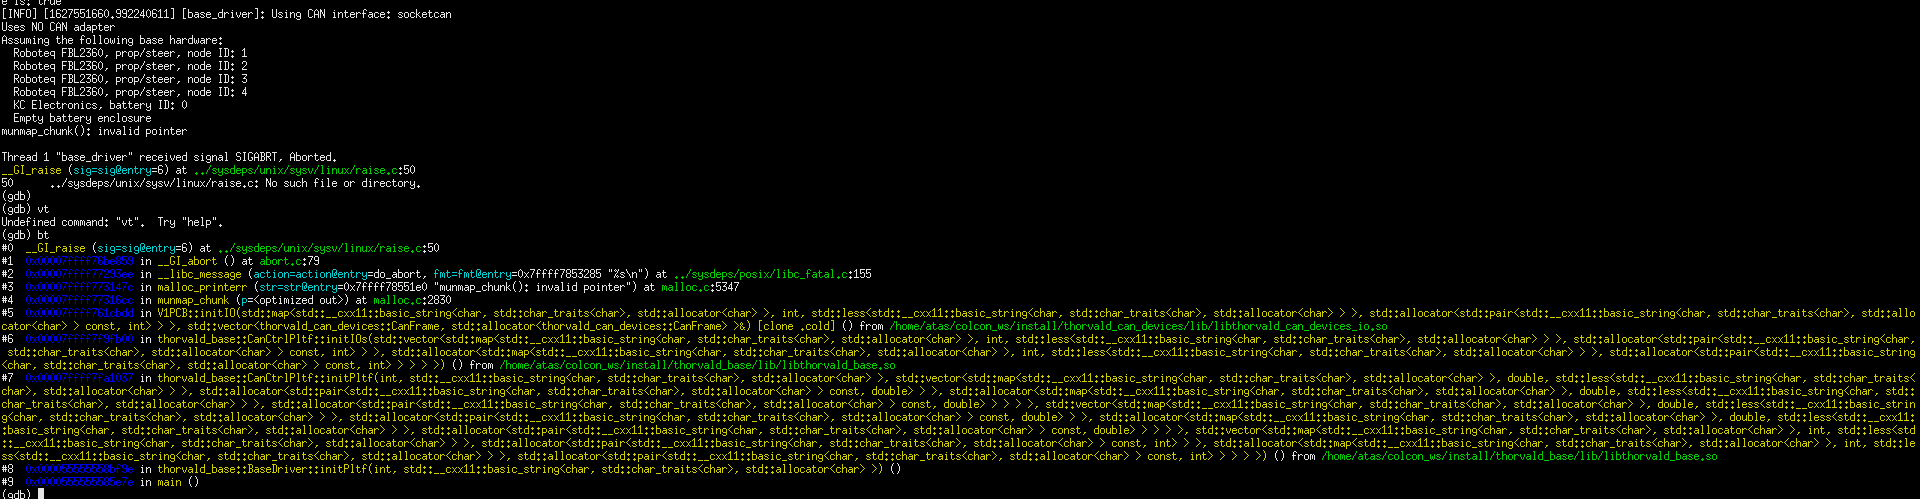 e is: true
[INFO] [1627551660.992240611] [base_driver]: Using CAN interface: socketcan
Uses NO CAN adapter
Assuming the following base hardware:
  Roboteq FBL2360, prop/steer, node ID: 1
  Roboteq FBL2360, prop/steer, node ID: 2
  Roboteq FBL2360, prop/steer, node ID: 3
  Roboteq FBL2360, prop/steer, node ID: 4
  KC Electronics, battery ID: 0
  Empty battery enclosure
munmap_chunk(): invalid pointer
Thread 1 "base_driver" received signal SIGABRT, Aborted.
__GI_raise (sig=sig@entry=6) at ../sysdeps/unix/sysv/linux/raise.c:50
50      ../sysdeps/unix/sysv/linux/raise.c: No such file or directory.
(gdb)
(gdb) vt
Undefined command: "vt".  Try "help".
(gdb) bt
#0  __GI_raise (sig=sig@entry=6) at ../sysdeps/unix/sysv/linux/raise.c:50
#1  0x00007ffff76be859 in __GI_abort () at abort.c:79
#2  in __libc_message (action=action@entry=do_abort, fmt=fmt@entry=0x7ffff7853285 "%s\n") at ../sysdeps/posix/libc_fatal.c:155
#3  0x00007ffff773147c in malloc_printerr (str=str@entry=0x7ffff78551e0 "munmap_chunk(): invalid pointer") at malloc.c:5347
#4  in munmap_chunk (p=<optimized out>) at malloc.c:2830
#5  in V1PCB::initIO(std::map<std::__cxx11::basic_string<char, std::char_traits<char>, std::allocator<char> >, int, std::less<std::__cxx11::basic_string<char, std::char_traits<char>, std::allocator<char> > >, std::allocator<std::pair<std::__cxx11::basic_string<char, std::char_traits<char>, std::allo
cator<char> > const, int> > >, std::vector<thorvald_can_devices::CanFrame, std::allocator<thorvald_can_devices::CanFrame> >&) [clone .cold] () from /home/atas/colcon_ws/install/thorvald_can_devices/lib/libthorvald_can_devices_io.so
#6  in thorvald_base::CanCtrlPltf::initIOs(std::vector<std::map<std::__cxx11::basic_string<char, std::char_traits<char>, std::allocator<char> >, int, std::less<std::__cxx11::basic_string<char, std::char_traits<char>, std::allocator<char> > >, std::allocator<std::pair<std::__cxx11::basic_string<char,
 std::char_traits<char>, std::allocator<char> > const, int> > >, std::allocator<std::map<std::__cxx11::basic_string<char, std::char_traits<char>, std::allocator<char> >, int, std::less<std::__cxx11::basic_string<char, std::char_traits<char>, std::allocator<char> > >, std::allocator<std::pair<std::__cxx11::basic_string
<char, std::char_traits<char>, std::allocator<char> > const, int> > > > >) () from /home/atas/colcon_ws/install/thorvald_base/lib/libthorvald_base.so
#7  in thorvald_base::CanCtrlPltf::initPltf(int, std::__cxx11::basic_string<char, std::char_traits<char>, std::allocator<char> >, std::vector<std::map<std::__cxx11::basic_string<char, std::char_traits<char>, std::allocator<char> >, double, std::less<std::__cxx11::basic_string<char, std::char_traits<
char>, std::allocator<char> > >, std::allocator<std::pair<std::__cxx11::basic_string<char, std::char_traits<char>, std::allocator<char> > const, double> > >, std::allocator<std::map<std::__cxx11::basic_string<char, std::char_traits<char>, std::allocator<char> >, double, std::less<std::__cxx11::basic_string<char, std::
char_traits<char>, std::allocator<char> > >, std::allocator<std::pair<std::__cxx11::basic_string<char, std::char_traits<char>, std::allocator<char> > const, double> > > > >, std::vector<std::map<std::__cxx11::basic_string<char, std::char_traits<char>, std::allocator<char> >, double, std::less<std::__cxx11::basic_strin
g<char, std::char_traits<char>, std::allocator<char> > >, std::allocator<std::pair<std::__cxx11::basic_string<char, std::char_traits<char>, std::allocator<char> > const, double> > >, std::allocator<std::map<std::__cxx11::basic_string<char, std::char_traits<char>, std::allocator<char> >, double, std::less<std::__cxx11:
:basic_string<char, std::char_traits<char>, std::allocator<char> > >, std::allocator<std::pair<std::__cxx11::basic_string<char, std::char_traits<char>, std::allocator<char> > const, double> > > > >, std::vector<std::map<std::__cxx11::basic_string<char, std::char_traits<char>, std::allocator<char> >, int, std::less<std
::__cxx11::basic_string<char, std::char_traits<char>, std::allocator<char> > >, std::allocator<std::pair<std::__cxx11::basic_string<char, std::char_traits<char>, std::allocator<char> > const, int> > >, std::allocator<std::map<std::__cxx11::basic_string<char, std::char_traits<char>, std::allocator<char> >, int, std::le
ss<std::__cxx11::basic_string<char, std::char_traits<char>, std::allocator<char> > >, std::allocator<std::pair<std::__cxx11::basic_string<char, std::char_traits<char>, std::allocator<char> > const, int> > > > >) () from /home/atas/colcon_ws/install/thorvald_base/lib/libthorvald_base.so
#8  in thorvald_base::BaseDriver::initPltf(int, std::__cxx11::basic_string<char, std::char_traits<char>, std::allocator<char> >) ()
#9  in main ()
(gdb)